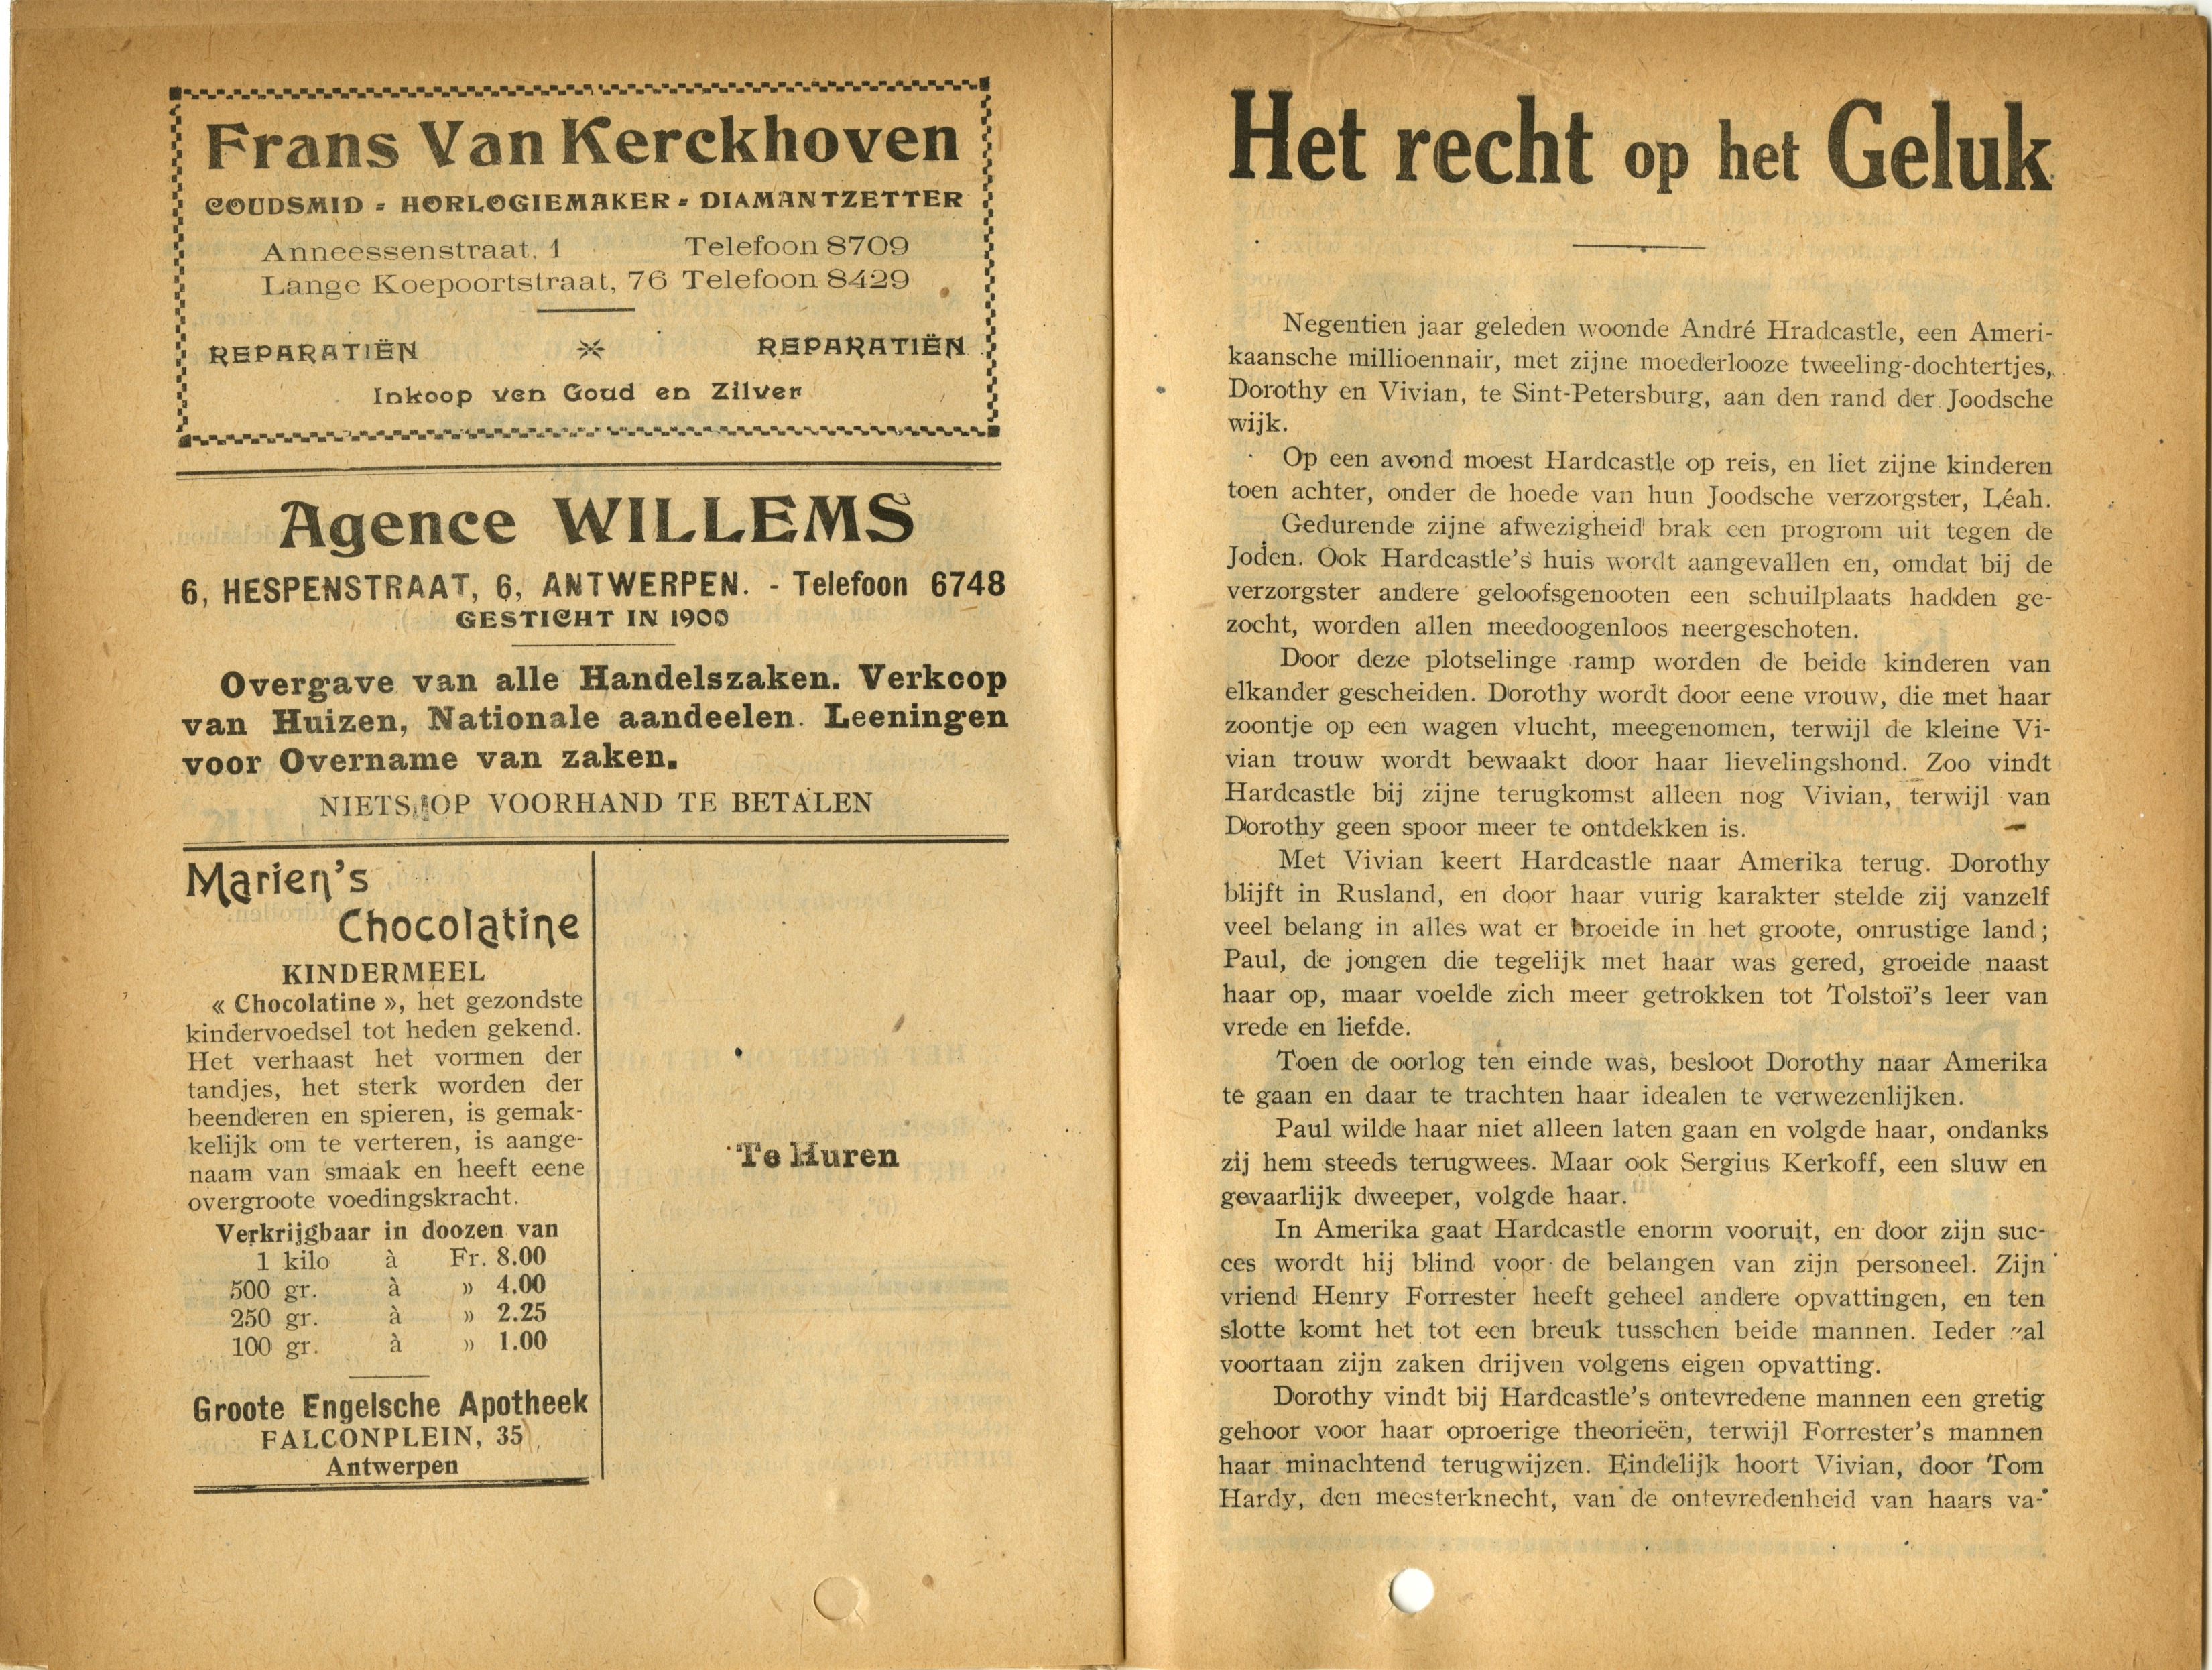 Frans Van Kerckhoven
GOUDSMID - HORLOGIEMAKER - DIAMANTZETTER
Anneessenstraat, 1 Telefoon 8709
Lange Koepoortstraat, 76 Telefoon 8429
REPARATIËN REPARATIËN
Inkoop ven Goud en Zilver
Agence WILLEMS
6, HESPENSTRAAT, 6, ANTWERPEN. - Telefoon 6748
GESTICHT IN 1900
Overgave van alle Handelszaken. Verkoop
van Huizen, Nationale aandeelen. Leeningen
voor Overname van zaken.
NIETS OP VOORHAND TE BETALEN
Marien's
Chocolatine
KINDERMEEL
« Chocolatine », het gezondste
kindervoedsel tot heden gekend.
Het verhaast het vormen der
tandjes, het sterk worden der
beenderen en spieren, is gemak-
kelijk om te verteren, is aange-
naam van smaak en heeft eene
overgroote voedingskracht.
Verkrijgbaar in doozen van
1 kilo à Fr. 8.00
500 gr. à » 4.00
250 gr. à » 2.25
100 gr. à » 1.00
Groote Engelsche Apotheek
FALCONPLEIN, 35
Antwerpen
Te Huren
Het recht op het Geluk
Negentien jaar geleden woonde André Hradcastle, een Ameri-
kaansche millioennair, met zijne moederlooze tweeling-dochtertjes,
Dorothy en Vivian, te Sint-Petersburg, aan den rand der Joodsche
wijk.
Op een avond moest Hardcastle op reis, en liet zijne kinderen
toen achter, onder de hoede van hun Joodsche verzorgster, Léah.
Gedurende zijne afwezigheid brak een progrom uit tegen de
Joden. Ook Hardcastle's huis wordt aangevallen en, omdat bij de
verzorgster andere geloofsgenooten een schuilplaats hadden ge-
zocht, worden allen meedoogenloos neergeschoten.
Door deze plotselinge ramp worden de beide kinderen van
elkander gescheiden. Dorothy wordt door eene vrouw, die met haar
zoontje op een wagen vlucht, meegenomen, terwijl de kleine Vi-
vian trouw wordt bewaakt door haar lievelingshond. Zoo vindt
Hardcastle bij zijne terugkomst alleen nog Vivian, terwijl van
Dorothy geen spoor meer te ontdekken is.
Met Vivian keert Hardcastle naar Amerika terug. Dorothy
blijft in Rusland, en door haar vurig karakter stelde zij vanzelf
veel belang in alles wat er broeide in het groote, onrustige land ;
Paul, de jongen die tegelijk met haar was gered, groeide naast
haar op, maar voelde zich meer getrokken tot Tolstoï's leer van
vrede en liefde.
Toen de oorlog ten einde was, besloot Dorothy naar Amerika
te gaan en daar te trachten haar idealen te verwezenlijken.
Paul wilde haar niet alleen laten gaan en volgde haar, ondanks
zij hem steeds terugwees. Maar ook Sergius Kerkoff, een sluw en
gevaarlijk dweeper, volgde haar.
In Amerika gaat Hardcastle enorm vooruit, en door zijn suc-
ces wordt hij blind voor de belangen van zijn personeel. Zijn
vriend Henry Forrester heeft geheel andere opvattingen, en ten
slotte komt het tot een breuk tusschen beide mannen. Ieder zal
voortaan zijn zaken drijven volgens eigen opvatting.
Dorothy vindt bij Hardcastle's ontevredene mannen een gretig
gehoor voor haar oproerige theorieën, terwijl Forrester's mannen
haar minachtend terugwijzen. Eindelijk hoort Vivian, door Tom
Hardy, den meesterknecht, van de ontevredenheid van haars va-